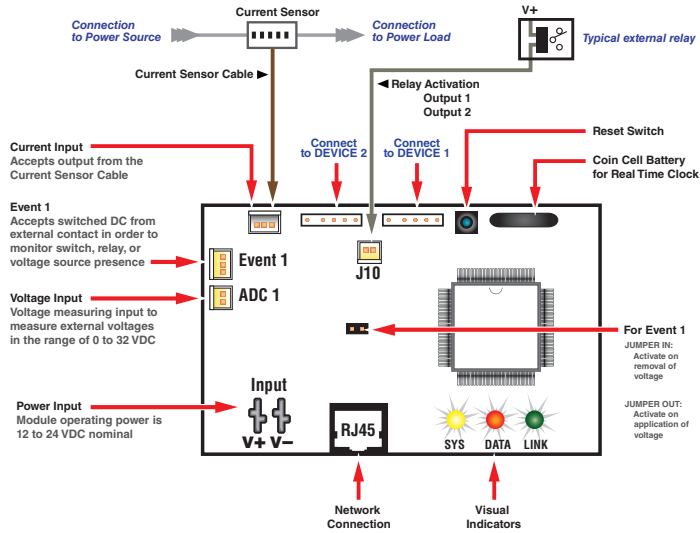 Connection
to Power Source
Current Sensor
Connection
to Power Load
V+
Typical external relay
Current Sensor Cable
Relay Activation
Output 1
Output 2
Current Input
Accepts output from the
Current Sensor Cable
Connect
to DEVICE 2
Connect
to DEVICE 1
Reset Switch
Coin Cell Battery
for Real Time Clock
Event 1
Accepts switched DC from
external contact in order to
monitor switch, relay, or
voltage source presence
Event 1
J10
Voltage Input
Voltage measuring input to
measure external voltages
in the range of 0 to 32 VDC
ADC 1
For Event 1
JUMPER IN:
Activate on
removal of
voltage
JUMPER OUT:
Activate on
application of
voltage
Power Input
Module operating power is
12 to 24 VDC nominal
Input
V+ V–
RJ45
SYS DATA LINK
Network
Connection
Visual
Indicators